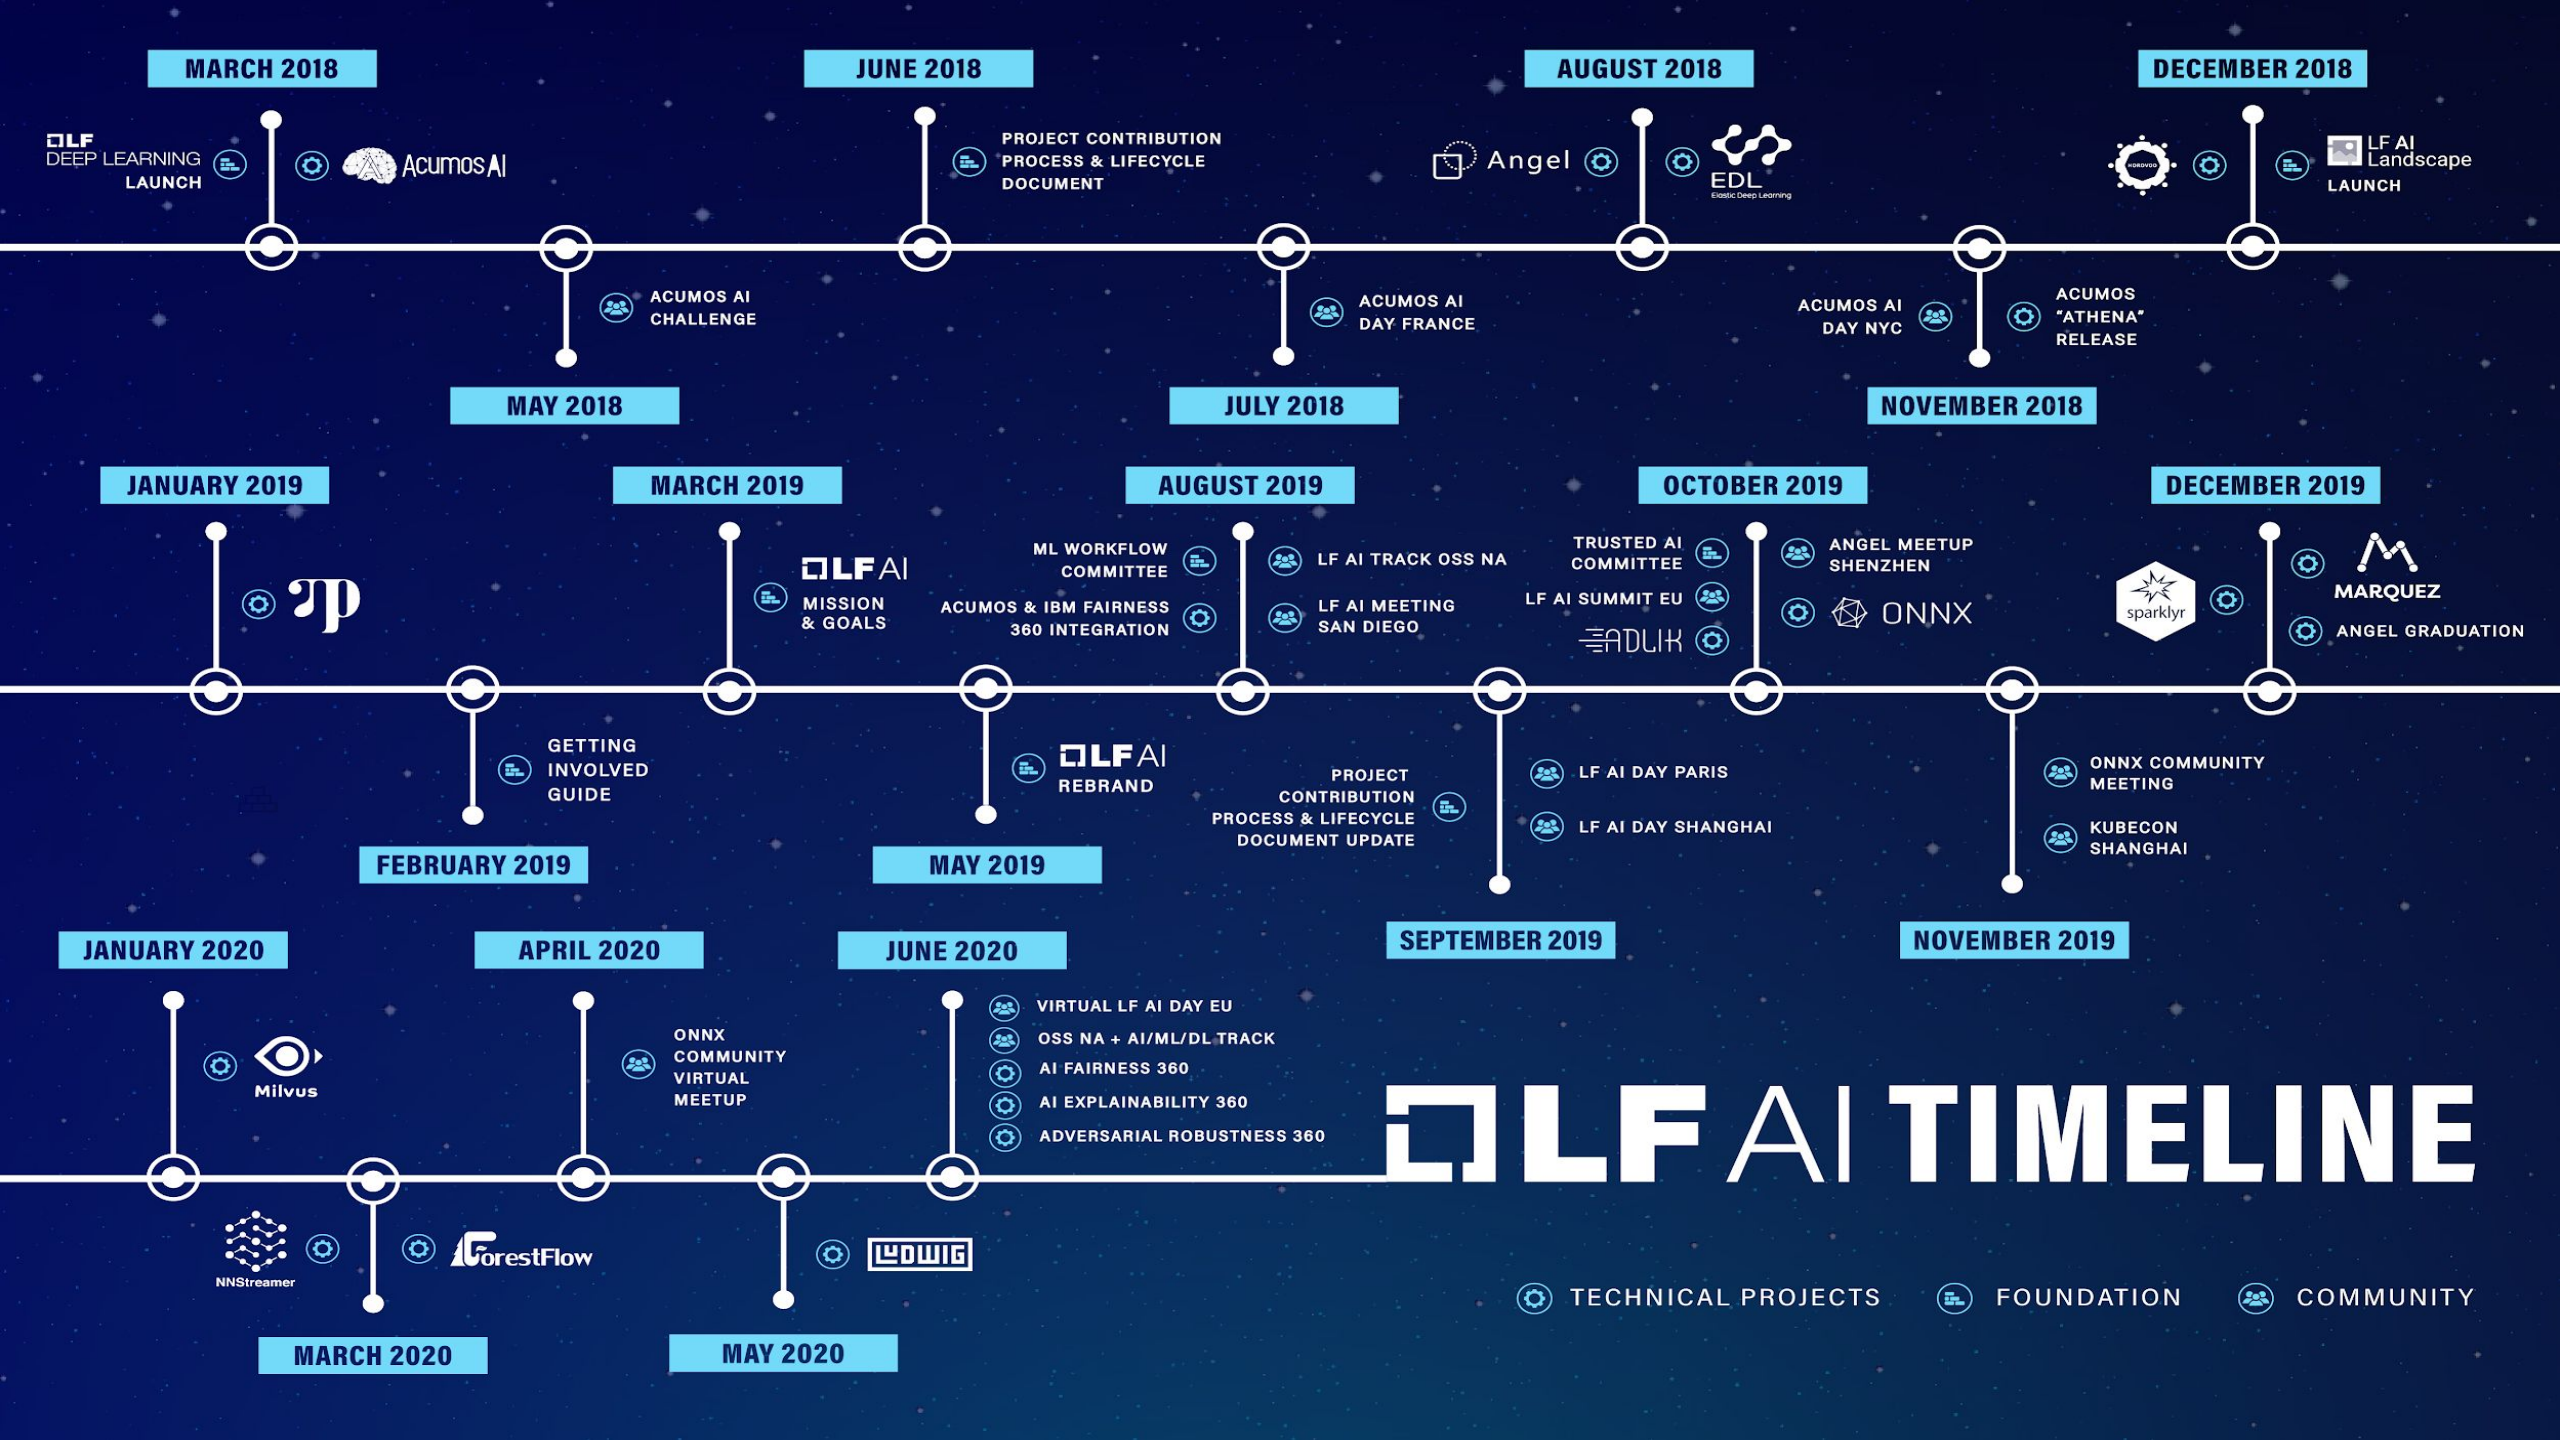 MARCH 2018
LF
DEEP LEARNING
LAUNCH
Acumos AI
JUNE 2018
PROJECT CONTRIBUTION
PROCESS & LIFECYCLE
DOCUMENT
AUGUST 2018
Angel
EDL
Elastic Deep Learning
DECEMBER 2018
HOROVOD
LF AI
Landscape
LAUNCH
ACUMOS AI
CHALLENGE
MAY 2018
ACUMOS AI
DAY FRANCE
JULY 2018
ACUMOS AI
DAY NYC
ACUMOS
"ATHENA"
RELEASE
NOVEMBER 2018
JANUARY 2019
MARCH 2019
LF AI
MISSION
& GOALS
AUGUST 2019
ML WORKFLOW
COMMITTEE
ACUMOS & IBM FAIRNESS
360 INTEGRATION
LF AI TRACK OSS NA
LF AI MEETING
SAN DIEGO
OCTOBER 2019
TRUSTED AI
COMMITTEE
LF AI SUMMIT EU
ADLIK
ANGEL MEETUP
SHENZHEN
ONNX
DECEMBER 2019
sparklyr
MARQUEZ
ANGEL GRADUATION
GETTING
INVOLVED
GUIDE
FEBRUARY 2019
LF AI
REBRAND
MAY 2019
PROJECT
CONTRIBUTION
PROCESS & LIFECYCLE
DOCUMENT UPDATE
LF AI DAY PARIS
LF AI DAY SHANGHAI
SEPTEMBER 2019
ONNX COMMUNITY
MEETING
KUBECON
SHANGHAI
NOVEMBER 2019
JANUARY 2020
Milvus
APRIL 2020
ONNX
COMMUNITY
VIRTUAL
MEETUP
JUNE 2020
VIRTUAL LF AI DAY EU
OSS NA + AI/ML/DL TRACK
AI FAIRNESS 360
AI EXPLAINABILITY 360
ADVERSARIAL ROBUSTNESS 360
NNStreamer
ForestFlow
MARCH 2020
LUDWIG
MAY 2020
LF AI TIMELINE
TECHNICAL PROJECTS
FOUNDATION
COMMUNITY